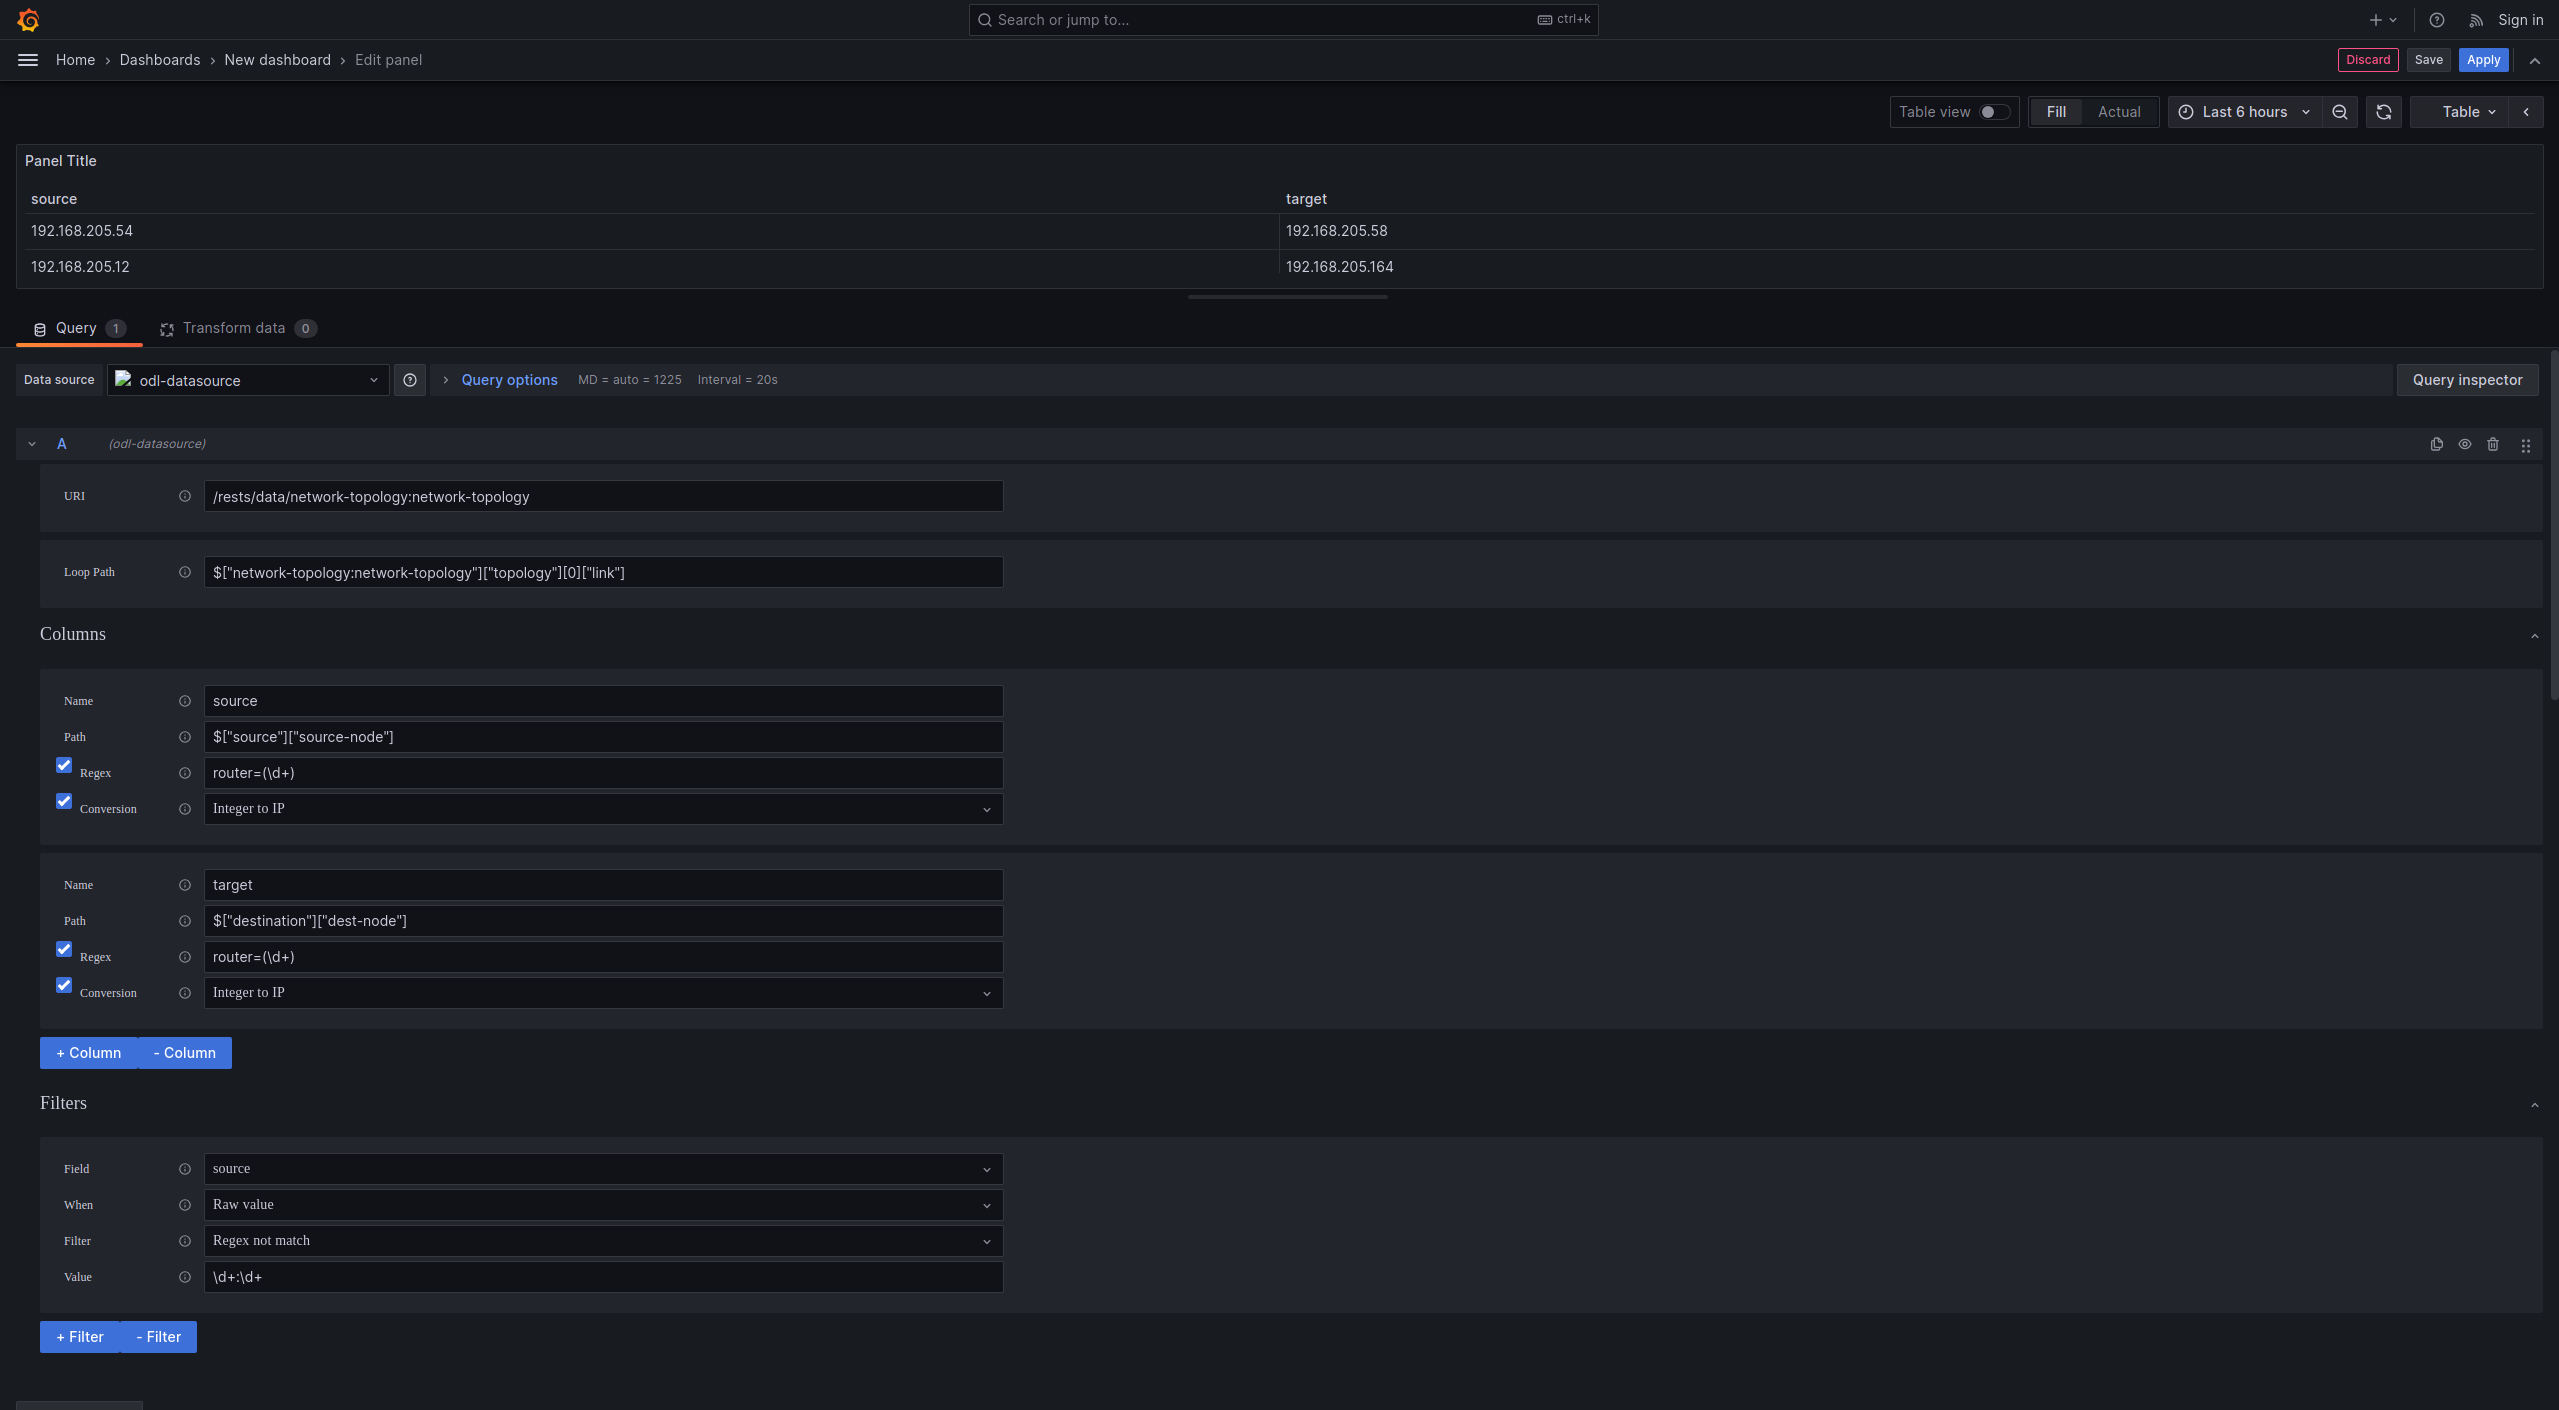 Search or jump to... ctrl+k Sign in
Home › Dashboards › New dashboard › Edit panel Discard Save Apply
Table view Fill Actual Last 6 hours Table
Panel Title
source target
192.168.205.54 192.168.205.58
192.168.205.12 192.168.205.164
Query 1 Transform data 0
Data source odl-datasource Query options MD = auto = 1225 Interval = 20s Query inspector
A (odl-datasource)
URI /rests/data/network-topology:network-topology
Loop Path $["network-topology:network-topology"]["topology"][0]["link"]
Columns
Name source
Path $["source"]["source-node"]
Regex router=(\d+)
Conversion Integer to IP
Name target
Path $["destination"]["dest-node"]
Regex router=(\d+)
Conversion Integer to IP
+ Column - Column
Filters
Field source
When Raw value
Filter Regex not match
Value \d+:\d+
+ Filter - Filter